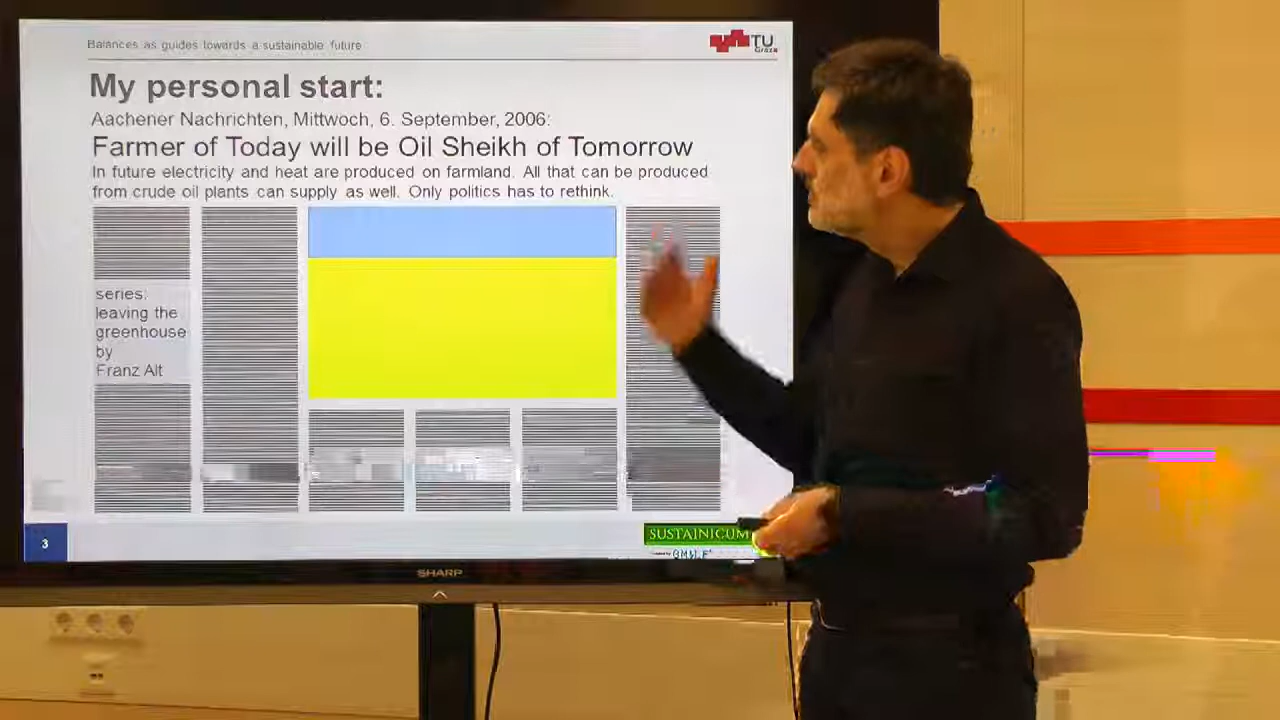 Balances as guides towards a sustainable future
TU
Graz
My personal start:
Aachener Nachrichten, Mittwoch, 6. September, 2006:
Farmer of Today will be Oil Sheikh of Tomorrow
In future electricity and heat are produced on farmland. All that can be produced
from crude oil plants can supply as well. Only politics has to rethink.
series:
leaving the
greenhouse
by
Franz Alt
3
SUSTAINICUM
SHARP